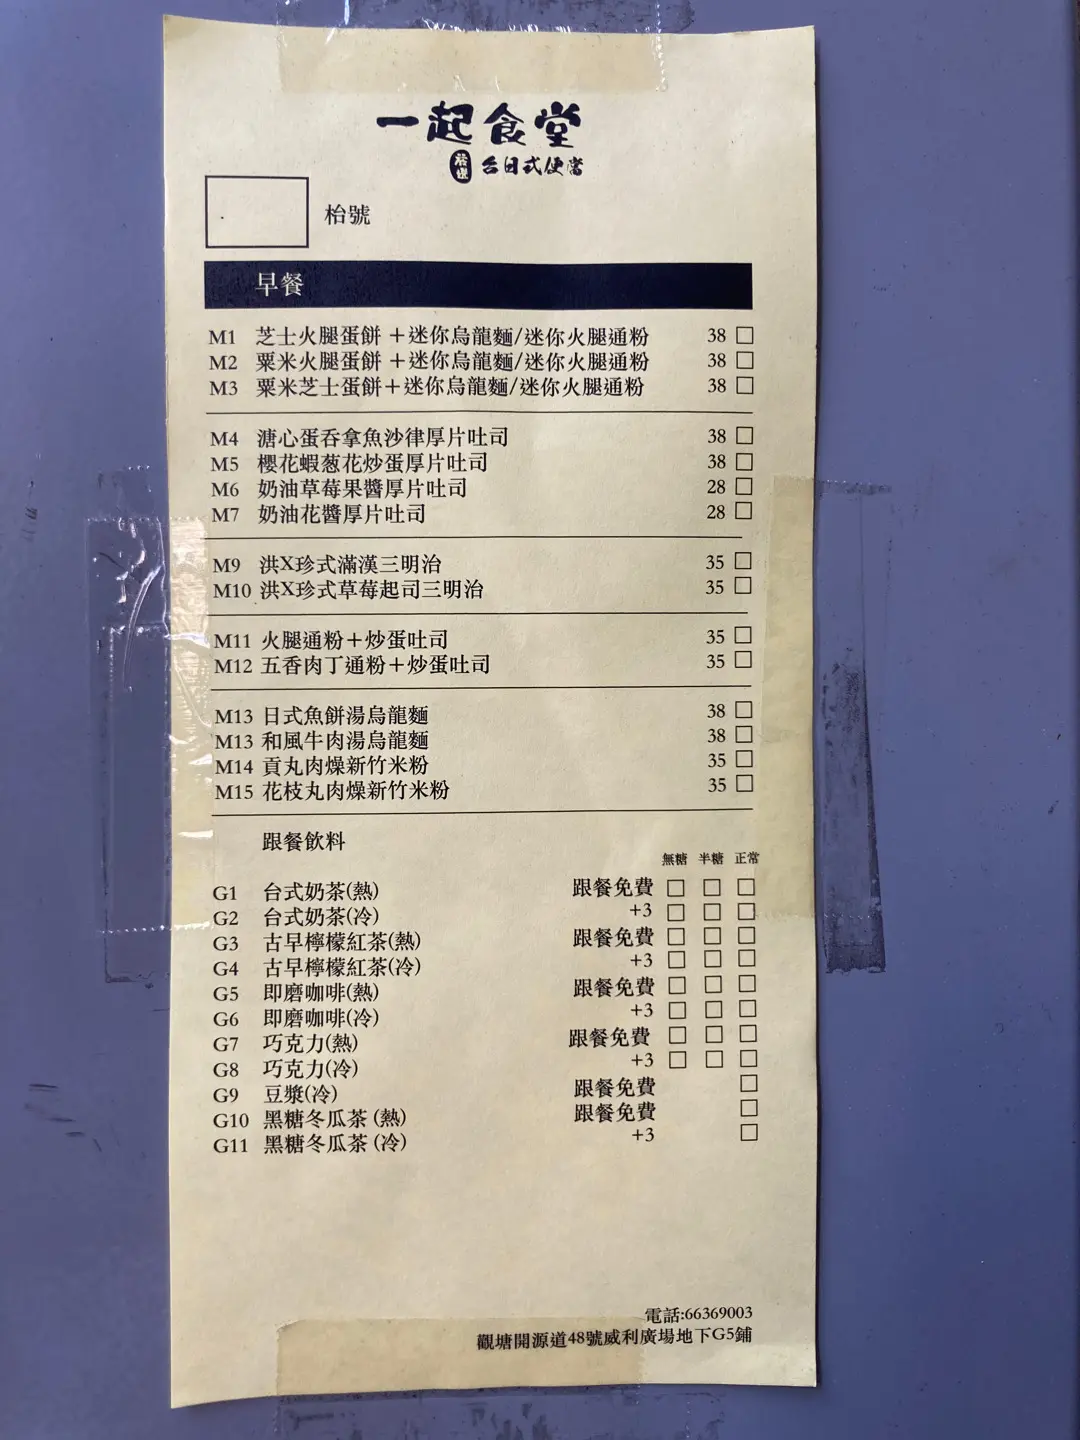 一起食堂
台日式便當
枱號
早餐
M1 芝士火腿蛋餅 +迷你烏龍麵/迷你火腿通粉 38
M2 粟米火腿蛋餅 +迷你烏龍麵/迷你火腿通粉 38
M3 粟米芝士蛋餅+迷你烏龍麵/迷你火腿通粉 38
M4 溏心蛋吞拿魚沙律厚片吐司 38
M5 櫻花蝦葱花炒蛋厚片吐司 38
M6 奶油草莓果醬厚片吐司 28
M7 奶油花醬厚片吐司 28
M9 洪X珍式滿漢三明治 35
M10 洪X珍式草莓起司三明治 35
M11 火腿通粉+炒蛋吐司 35
M12 五香肉丁通粉+炒蛋吐司 35
M13 日式魚餅湯烏龍麵 38
M13 和風牛肉湯烏龍麵 38
M14 貢丸肉燥新竹米粉 35
M15 花枝丸肉燥新竹米粉 35
跟餐飲料
無糖 半糖 正常
G1 台式奶茶(熱) 跟餐免費
G2 台式奶茶(冷) +3
G3 古早檸檬紅茶(熱) 跟餐免費
G4 古早檸檬紅茶(冷) +3
G5 即磨咖啡(熱) 跟餐免費
G6 即磨咖啡(冷) +3
G7 巧克力(熱) 跟餐免費
G8 巧克力(冷) +3
G9 豆漿(冷) 跟餐免費
G10 黑糖冬瓜茶 (熱) 跟餐免費
G11 黑糖冬瓜茶 (冷) +3
電話:66369003
觀塘開源道48號威利廣場地下G5鋪